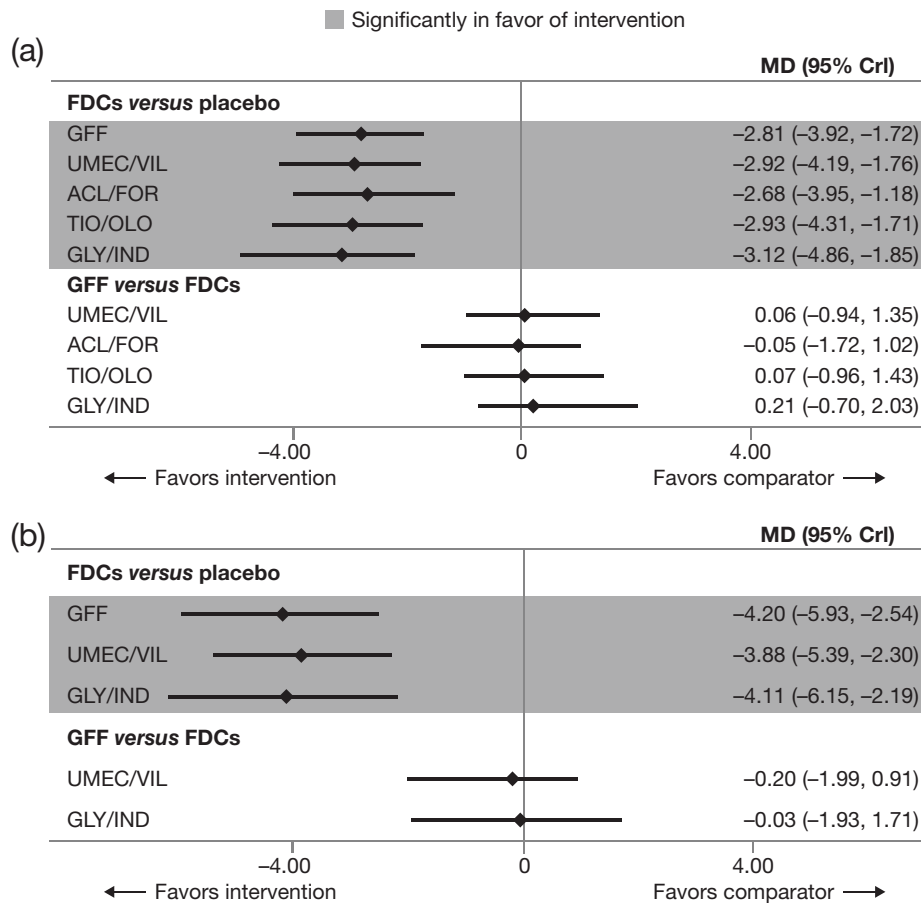 Significantly in favor of intervention
(a)
MD (95% CrI)
FDCs versus placebo
GFF –2.81 (–3.92, –1.72)
UMEC/VIL –2.92 (–4.19, –1.76)
ACL/FOR –2.68 (–3.95, –1.18)
TIO/OLO –2.93 (–4.31, –1.71)
GLY/IND –3.12 (–4.86, –1.85)
GFF versus FDCs
UMEC/VIL 0.06 (–0.94, 1.35)
ACL/FOR –0.05 (–1.72, 1.02)
TIO/OLO 0.07 (–0.96, 1.43)
GLY/IND 0.21 (–0.70, 2.03)
–4.00 0 4.00
Favors intervention Favors comparator
(b)
MD (95% CrI)
FDCs versus placebo
GFF –4.20 (–5.93, –2.54)
UMEC/VIL –3.88 (–5.39, –2.30)
GLY/IND –4.11 (–6.15, –2.19)
GFF versus FDCs
UMEC/VIL –0.20 (–1.99, 0.91)
GLY/IND –0.03 (–1.93, 1.71)
–4.00 0 4.00
Favors intervention Favors comparator